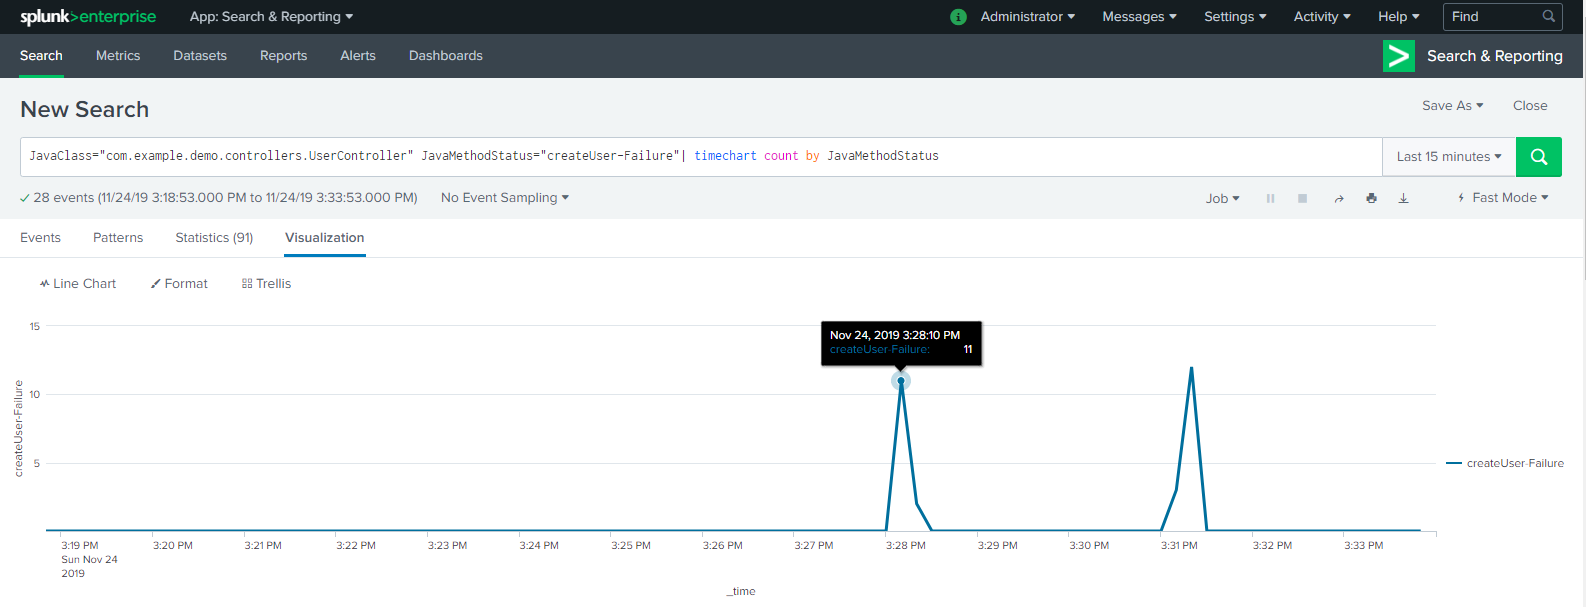 splunk>enterprise App: Search & Reporting Administrator Messages Settings Activity Help Find
Search Metrics Datasets Reports Alerts Dashboards Search & Reporting
New Search Save As Close
JavaClass="com.example.demo.controllers.UserController" JavaMethodStatus="createUser-Failure"| timechart count by JavaMethodStatus Last 15 minutes
28 events (11/24/19 3:18:53.000 PM to 11/24/19 3:33:53.000 PM) No Event Sampling Job Fast Mode
Events Patterns Statistics (91) Visualization
Line Chart Format Trellis
15
Nov 24, 2019 3:28:10 PM
createUser-Failure: 11
10
createUser-Failure
5
createUser-Failure
3:19 PM 3:20 PM 3:21 PM 3:22 PM 3:23 PM 3:24 PM 3:25 PM 3:26 PM 3:27 PM 3:28 PM 3:29 PM 3:30 PM 3:31 PM 3:32 PM 3:33 PM
Sun Nov 24
2019
_time